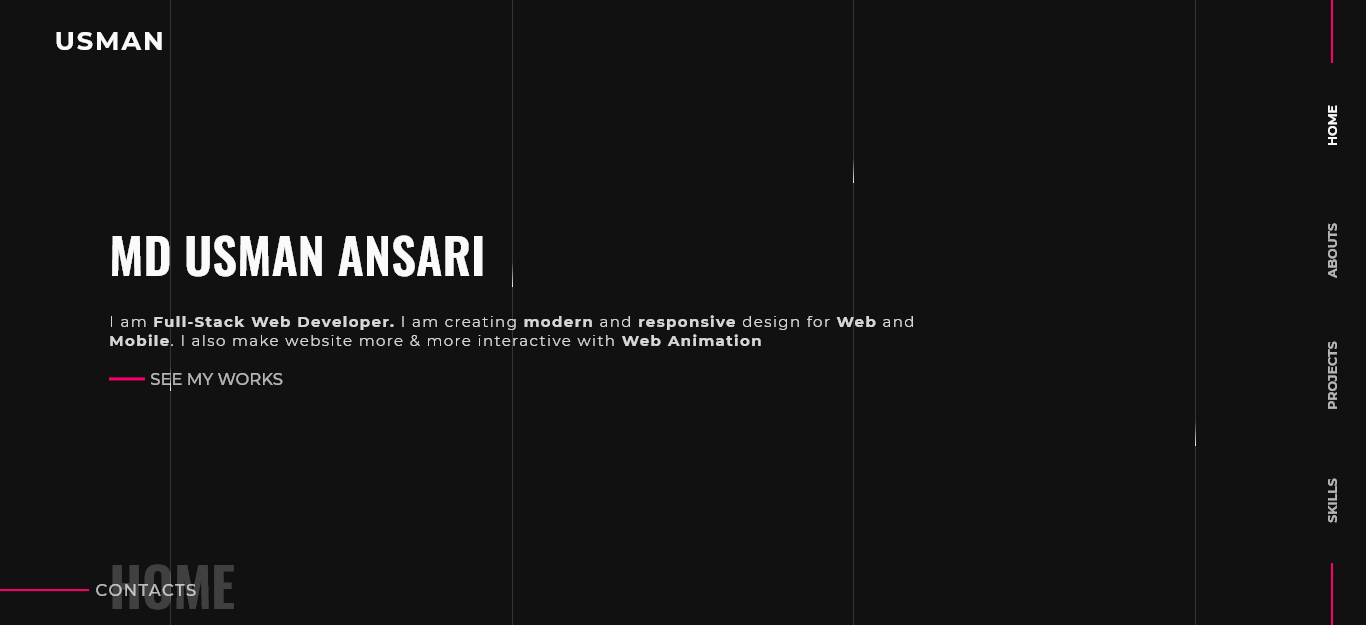 USMAN
HOME
ABOUTS
PROJECTS
SKILLS
MD USMAN ANSARI
I am Full-Stack Web Developer. I am creating modern and responsive design for Web and
Mobile. I also make website more & more interactive with Web Animation
SEE MY WORKS
HOME
CONTACTS